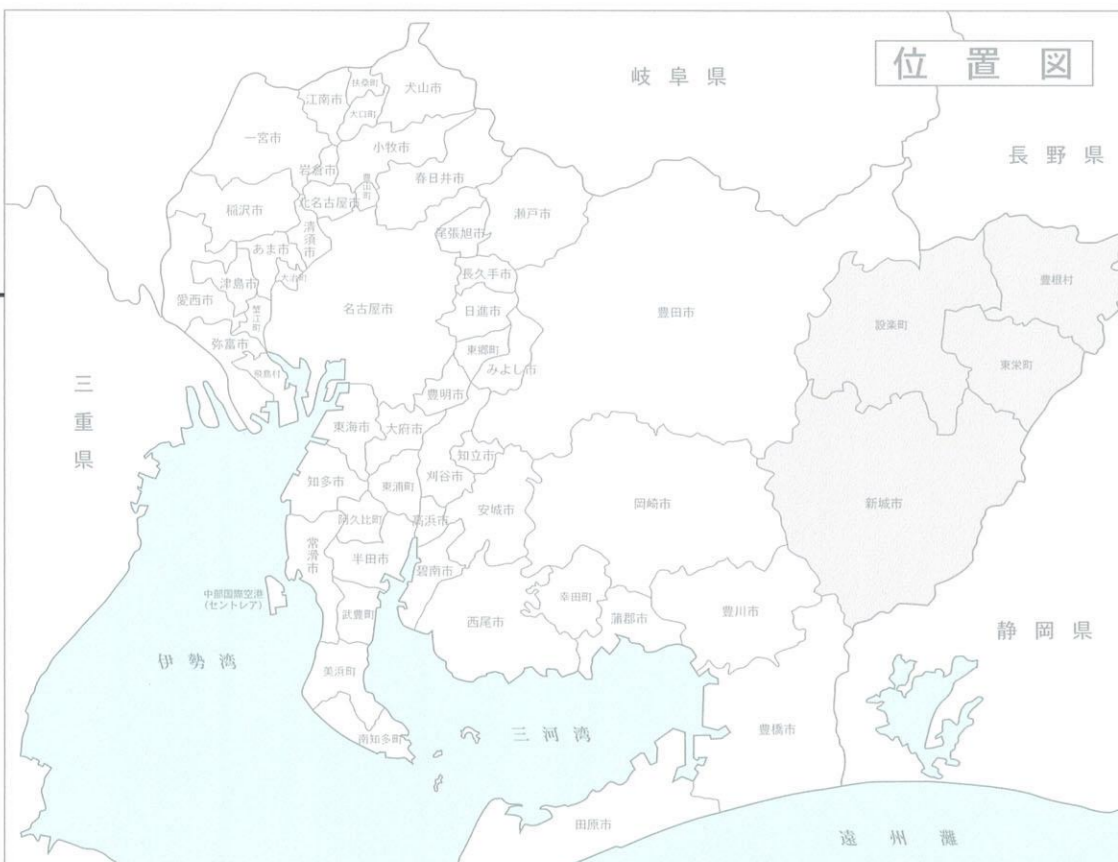 位置図
岐阜県
長野県
扶桑町
犬山市
江南市
大口町
一宮市
小牧市
岩倉市
豊山町
春日井市
稲沢市
北名古屋市
瀬戸市
清須市
尾張旭市
あま市
大治町
長久手市
豊根村
津島市
愛西市
名古屋市
日進市
豊田市
設楽町
蟹江町
弥富市
東郷町
みよし市
東栄町
飛島村
豊明市
三重県
東海市
大府市
知立市
知多市
東浦町
刈谷市
安城市
岡崎市
新城市
阿久比町
高浜市
常滑市
半田市
碧南市
中部国際空港
(セントレア)
武豊町
西尾市
幸田町
蒲郡市
豊川市
静岡県
伊勢湾
美浜町
三河湾
豊橋市
南知多町
田原市
遠州灘